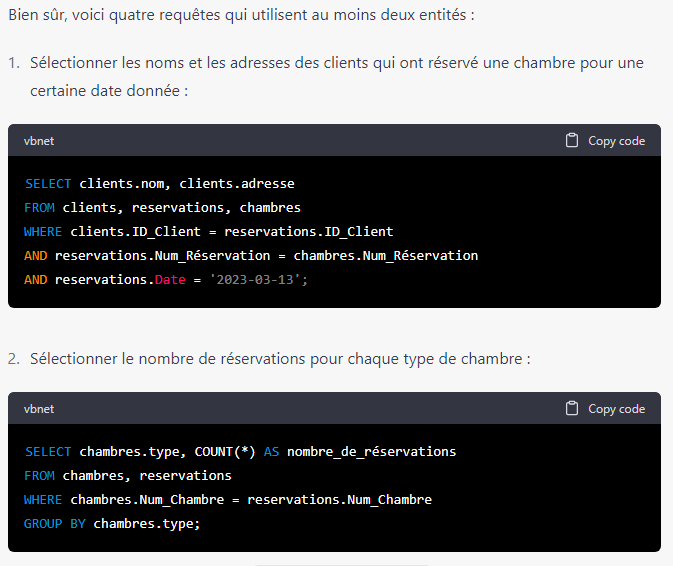 Bien sûr, voici quatre requêtes qui utilisent au moins deux entités :
1. Sélectionner les noms et les adresses des clients qui ont réservé une chambre pour une
certaine date donnée :
vbnet Copy code
SELECT clients.nom, clients.adresse
FROM clients, reservations, chambres
WHERE clients.ID_Client = reservations.ID_Client
AND reservations.Num_Réservation = chambres.Num_Réservation
AND reservations.Date = '2023-03-13';
2. Sélectionner le nombre de réservations pour chaque type de chambre :
vbnet Copy code
SELECT chambres.type, COUNT(*) AS nombre_de_réservations
FROM chambres, reservations
WHERE chambres.Num_Chambre = reservations.Num_Chambre
GROUP BY chambres.type;